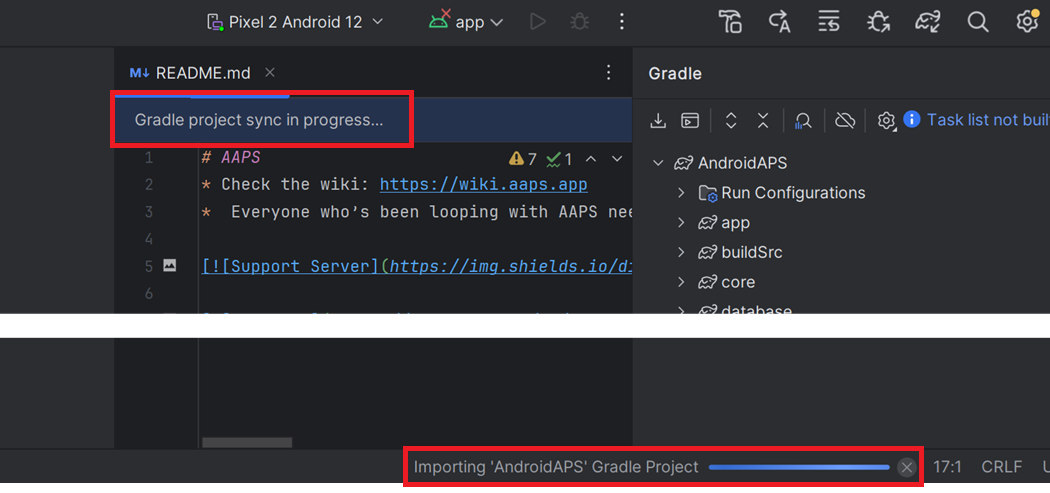 Pixel 2 Android 12
app
M↓ README.md
Gradle
Gradle project sync in progress...
Task list not buil
1 # AAPS
7 1
2 * Check the wiki: https://wiki.aaps.app
3 * Everyone who's been looping with AAPS nee
4
5 [![Support Server](https://img.shields.io/di
6
AndroidAPS
Run Configurations
app
buildSrc
core
database
Importing 'AndroidAPS' Gradle Project
17:1 CRLF